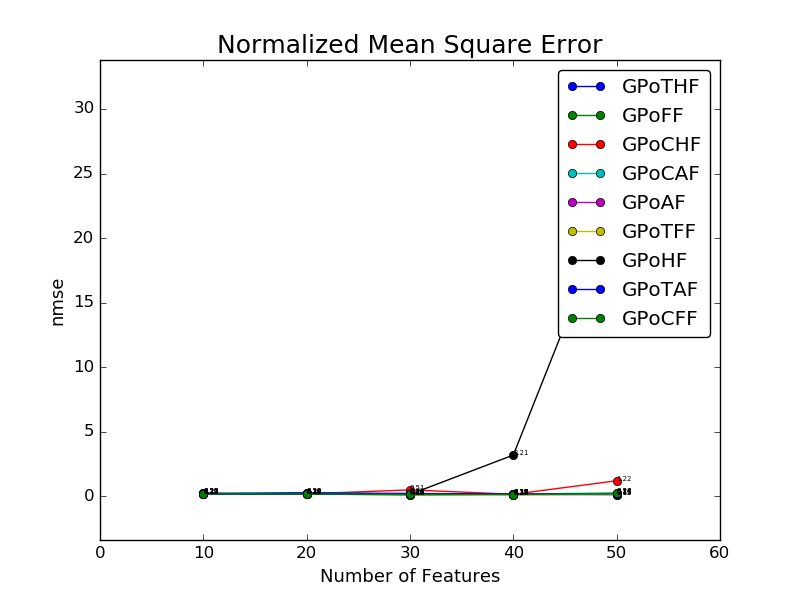 Normalized Mean Square Error
GPoTHF
GPoFF
GPoCHF
GPoCAF
GPoAF
GPoTFF
GPoHF
GPoTAF
GPoCFF
nmse
30
25
20
15
10
5
0
0 10 20 30 40 50 60
Number of Features